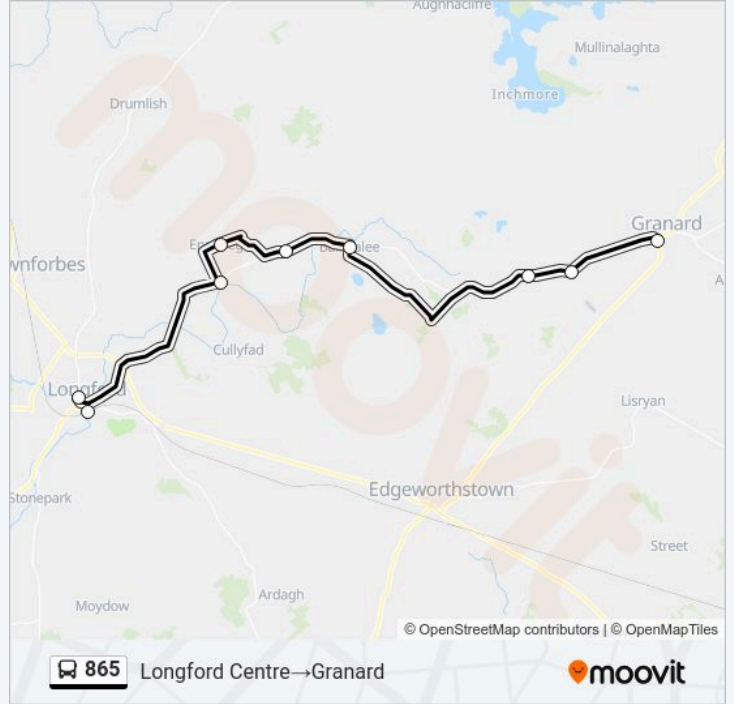 Aughnacliffe
Mullinalaghta
Inchmore
Drumlish
Granard
wnforbes
Cullyfad
Longford
Lisryan
Edgeworthstown
Stonepark
Street
Ardagh
Moydow
© OpenStreetMap contributors | © OpenMapTiles
865 Longford Centre→Granard
moovit